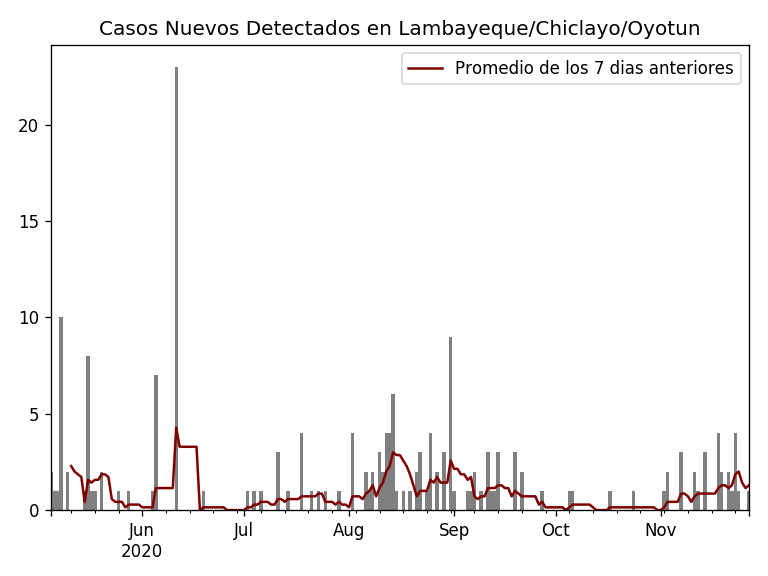 Casos Nuevos Detectados en Lambayeque/Chiclayo/Oyotun
Promedio de los 7 dias anteriores
20
15
10
5
0
Jun Jul Aug Sep Oct Nov
2020